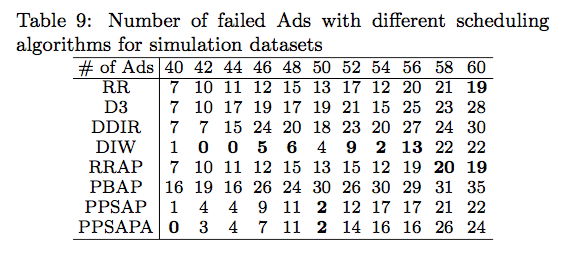 Table 9: Number of failed Ads with different scheduling
algorithms for simulation datasets
# of Ads 40 42 44 46 48 50 52 54 56 58 60
RR 7 10 11 12 15 13 17 12 20 21 19
D3 7 10 17 19 17 19 21 15 25 23 28
DDIR 7 7 15 24 20 18 23 20 27 24 30
DIW 1 0 0 5 6 4 9 2 13 22 22
RRAP 7 10 11 12 15 13 15 12 19 20 19
PBAP 16 19 16 26 24 30 26 30 29 31 35
PPSAP 1 4 4 9 11 2 12 17 17 21 22
PPSAPA 0 3 4 7 11 2 14 16 16 26 24